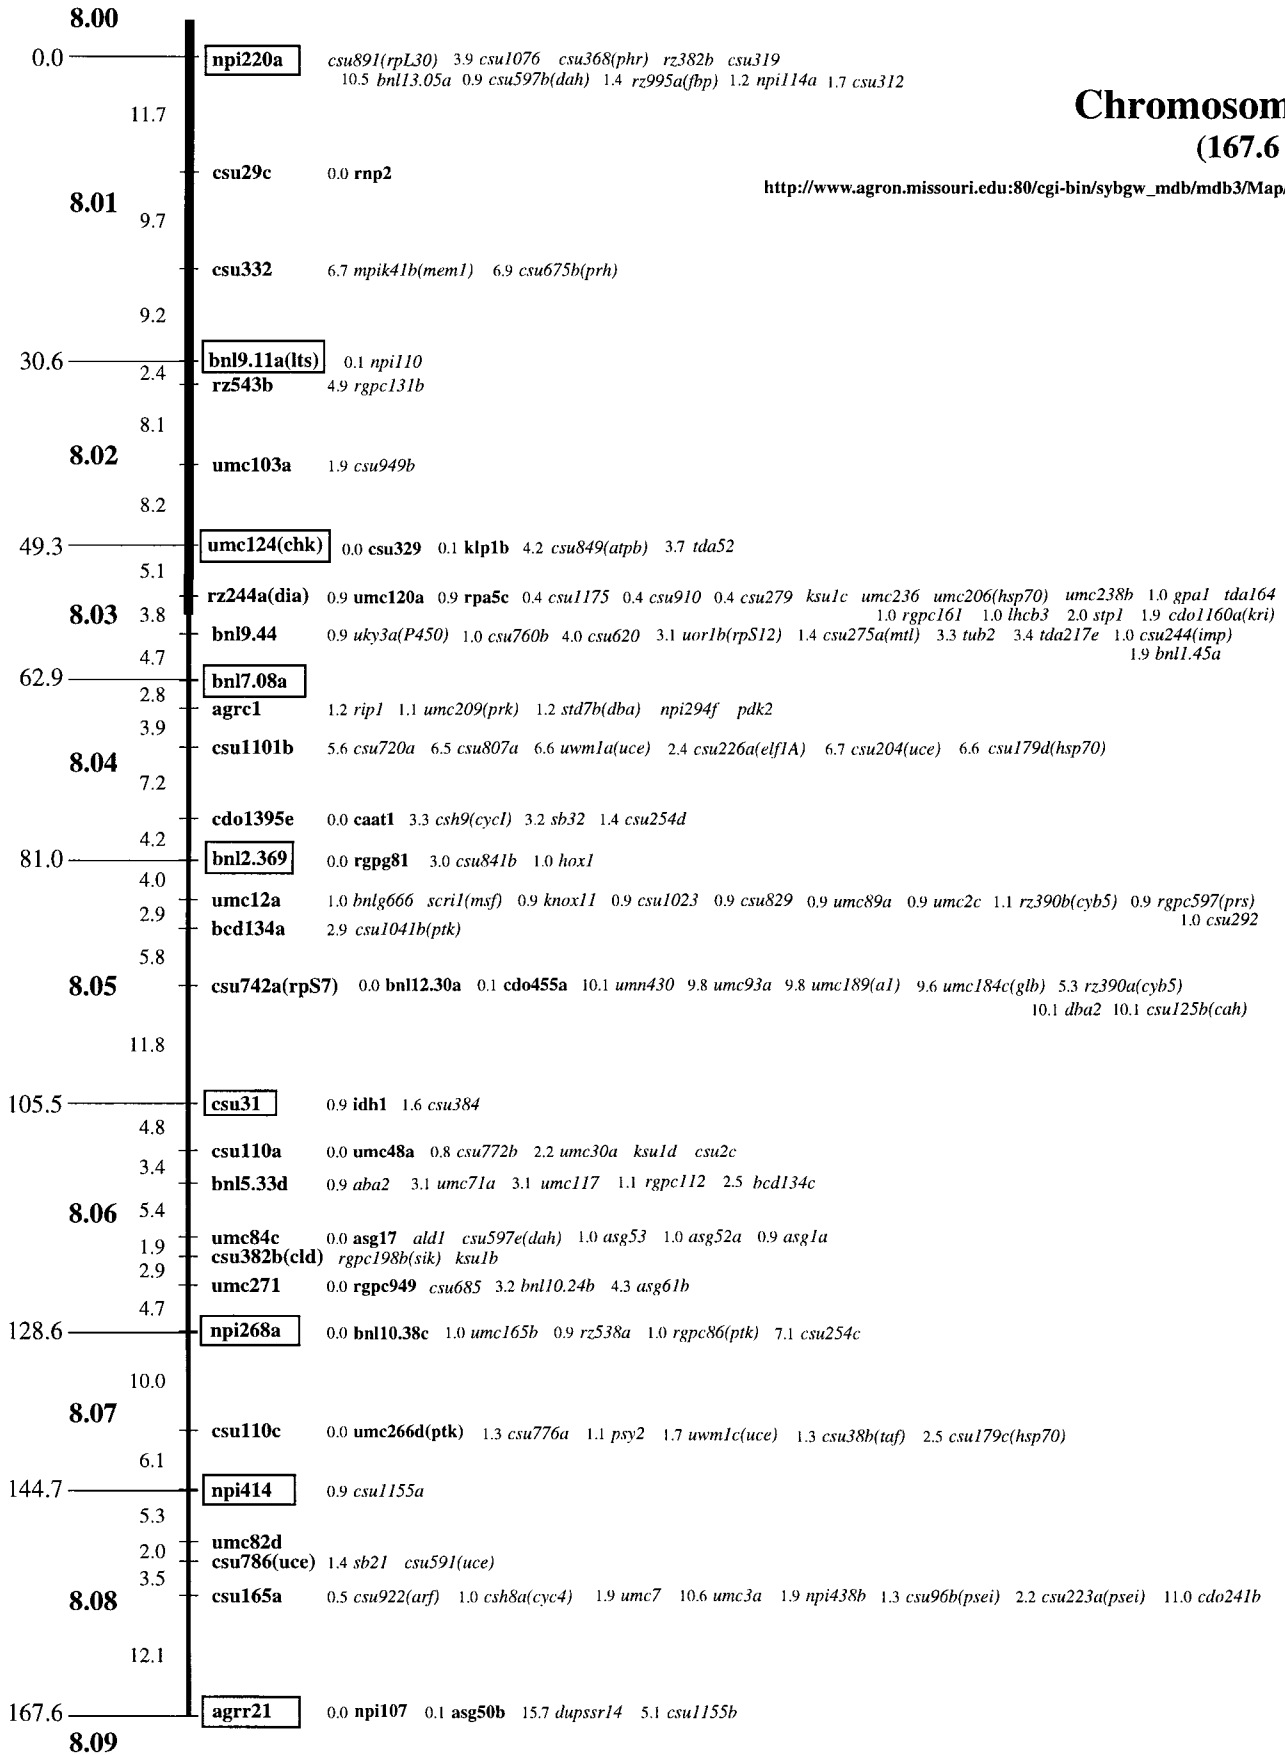 8.00
0.0 npi220a csu891(rpL30) 3.9 csu1076 csu368(phr) rz382b csu319
10.5 bnl13.05a 0.9 csu597b(dah) 1.4 rz995a(fbp) 1.2 npi114a 1.7 csu312
Chromosom
11.7
(167.6
csu29c 0.0 rnp2
http://www.agron.missouri.edu:80/cgi-bin/sybgw_mdb/mdb3/Map/
8.01
9.7
csu332 6.7 mpik41b(mem1) 6.9 csu675b(prh)
9.2
30.6 bnl9.11a(lts) 0.1 npi110
2.4
rz543b 4.9 rgpc131b
8.1
8.02
umc103a 1.9 csu949b
8.2
49.3 umc124(chk) 0.0 csu329 0.1 klp1b 4.2 csu849(atpb) 3.7 tda52
5.1
rz244a(dia) 0.9 umc120a 0.9 rpa5c 0.4 csu1175 0.4 csu910 0.4 csu279 ksu1c umc236 umc206(hsp70) umc238b 1.0 gpa1 tda164
8.03 3.8 1.0 rgpc161 1.0 lhcb3 2.0 stp1 1.9 cdo1160a(kri)
bnl9.44 0.9 uky3a(P450) 1.0 csu760b 4.0 csu620 3.1 uor1b(rpS12) 1.4 csu275a(mtl) 3.3 tub2 3.4 tda217e 1.0 csu244(imp)
4.7 1.9 bnl1.45a
62.9 bnl7.08a
2.8
agrc1 1.2 rip1 1.1 umc209(prk) 1.2 std7b(dba) npi294f pdk2
3.9
csu1101b 5.6 csu720a 6.5 csu807a 6.6 uwm1a(uce) 2.4 csu226a(elf1A) 6.7 csu204(uce) 6.6 csu179d(hsp70)
8.04
7.2
cdo1395e 0.0 caat1 3.3 csh9(cycI) 3.2 sb32 1.4 csu254d
4.2
81.0 bnl2.369 0.0 rgpg81 3.0 csu841b 1.0 hox1
4.0
umc12a 1.0 bnlg666 scri1(msf) 0.9 knox11 0.9 csu1023 0.9 csu829 0.9 umc89a 0.9 umc2c 1.1 rz390b(cyb5) 0.9 rgpc597(prs)
2.9 1.0 csu292
bcd134a 2.9 csu1041b(ptk)
5.8
8.05 csu742a(rpS7) 0.0 bnl12.30a 0.1 cdo455a 10.1 umn430 9.8 umc93a 9.8 umc189(a1) 9.6 umc184c(glb) 5.3 rz390a(cyb5)
10.1 dba2 10.1 csu125b(cah)
11.8
105.5 csu31 0.9 idh1 1.6 csu384
4.8
csu110a 0.0 umc48a 0.8 csu772b 2.2 umc30a ksu1d csu2c
3.4
bnl5.33d 0.9 aba2 3.1 umc71a 3.1 umc117 1.1 rgpc112 2.5 bcd134c
8.06 5.4
umc84c 0.0 asg17 ald1 csu597e(dah) 1.0 asg53 1.0 asg52a 0.9 asg1a
1.9
csu382b(cld) rgpc198b(sik) ksu1b
2.9
umc271 0.0 rgpc949 csu685 3.2 bnl10.24b 4.3 asg61b
4.7
128.6 npi268a 0.0 bnl10.38c 1.0 umc165b 0.9 rz538a 1.0 rgpc86(ptk) 7.1 csu254c
10.0
8.07
csu110c 0.0 umc266d(ptk) 1.3 csu776a 1.1 psy2 1.7 uwm1c(uce) 1.3 csu38b(taf) 2.5 csu179c(hsp70)
6.1
144.7 npi414 0.9 csu1155a
5.3
umc82d
2.0
csu786(uce) 1.4 sb21 csu591(uce)
3.5
8.08 csu165a 0.5 csu922(arf) 1.0 csh8a(cyc4) 1.9 umc7 10.6 umc3a 1.9 npi438b 1.3 csu96b(psei) 2.2 csu223a(psei) 11.0 cdo241b
12.1
167.6 agrr21 0.0 npi107 0.1 asg50b 15.7 dupssr14 5.1 csu1155b
8.09